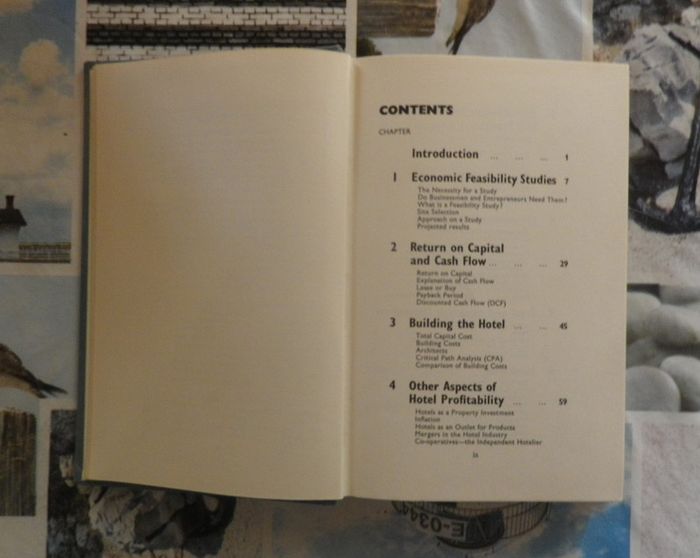 CONTENTS
CHAPTER
Introduction ... ... ... 1
1 Economic Feasibility Studies 7
The Necessity for a Study
Do Businessmen and Entrepreneurs Need Them?
What is a Feasibility Study?
Site Selection
Approach on a Study
Projected results
2 Return on Capital
and Cash Flow ... ... ... 29
Return on Capital
Explanation of Cash Flow
Lease or Buy
Payback Period
Discounted Cash Flow (DCF)
3 Building the Hotel ... ... 45
Total Capital Cost
Building Costs
Architects
Critical Path Analysis (CPA)
Comparison of Building Costs
4 Other Aspects of
Hotel Profitability ... ... 59
Hotels as a Property Investment
Inflation
Hotels as an Outlet for Products
Mergers in the Hotel Industry
Co-operatives—the Independent Hotelier
ix
VE-0344